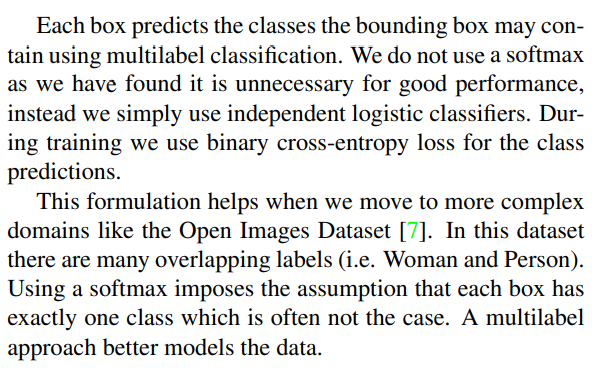 Each box predicts the classes the bounding box may con-
tain using multilabel classification. We do not use a softmax
as we have found it is unnecessary for good performance,
instead we simply use independent logistic classifiers. Dur-
ing training we use binary cross-entropy loss for the class
predictions.
This formulation helps when we move to more complex
domains like the Open Images Dataset [7]. In this dataset
there are many overlapping labels (i.e. Woman and Person).
Using a softmax imposes the assumption that each box has
exactly one class which is often not the case. A multilabel
approach better models the data.